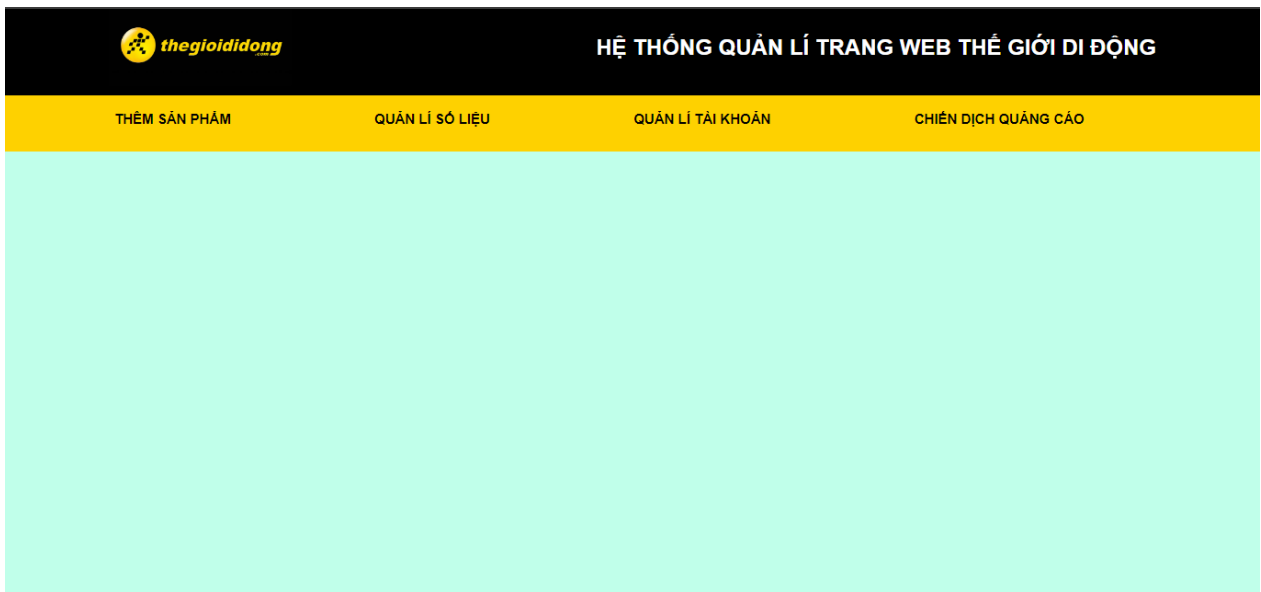 thegioididong
.com
HỆ THỐNG QUẢN LÍ TRANG WEB THẾ GIỚI DI ĐỘNG
THÊM SẢN PHẨM QUẢN LÍ SỐ LIỆU QUẢN LÍ TÀI KHOẢN CHIẾN DỊCH QUẢNG CÁO